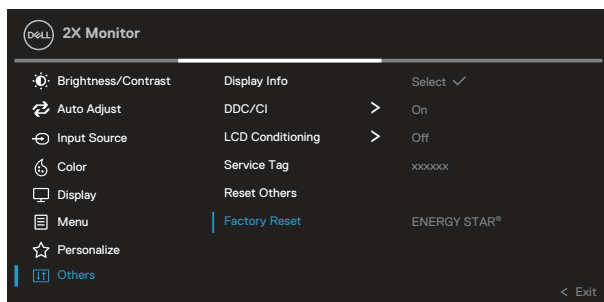 DELL 2X Monitor
Brightness/Contrast Display Info Select ✓
Auto Adjust DDC/CI > On
Input Source LCD Conditioning > Off
Color Service Tag xxxxxx
Display Reset Others
Menu Factory Reset ENERGY STAR®
Personalize
Others
< Exit